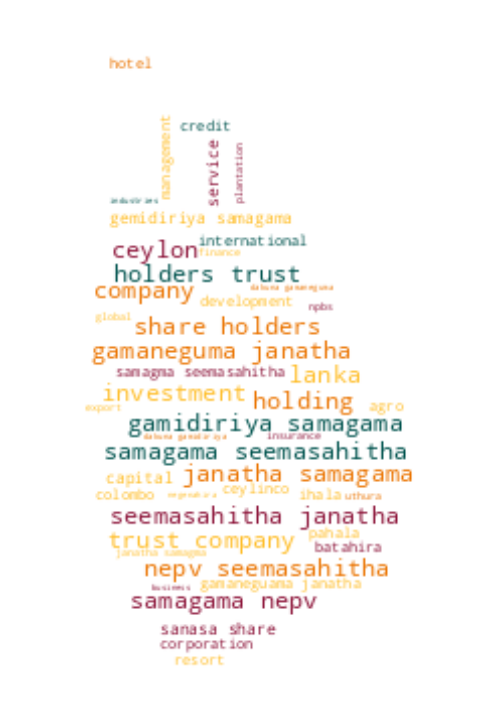 hotel
credit
management
service
plantation
industries
gemidiriya samagama
international
ceylon
finance
holders trust
company
dakuna gamaneguma
development
npbs
global
share holders
gamaneguma janatha
samagma seemasahitha
lanka
investment
holding
export
agro
gamidiriya samagama
dakuna gamidiriya
insurance
samagama seemasahitha
capital
janatha samagama
colombo
ceylinco
ihala
uthura
seemasahitha janatha
trust company
pahala
batahira
janatha samagma
nepv seemasahitha
business
gamaneguama janatha
samagama nepv
sanasa share
corporation
resort